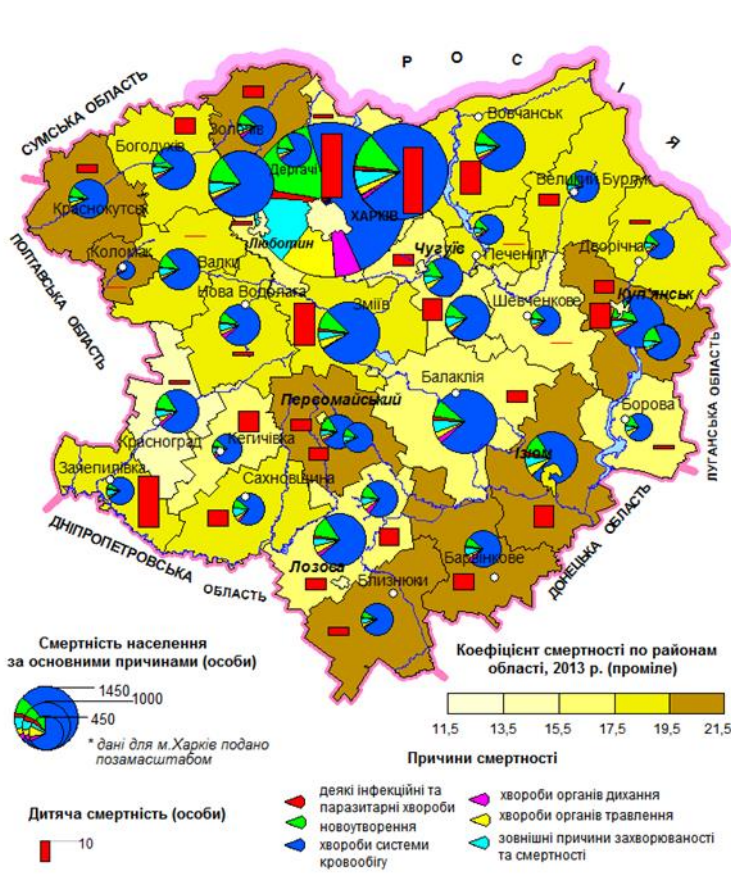 Р О С І Я
СУМСЬКА ОБЛАСТЬ
Вовчанськ
Золочів
Богодухів
Дергачі
Великий Бурлук
Краснокутськ
ХАРКІВ
ПОЛТАВСЬКА ОБЛАСТЬ
Люботин
Чугуїв
Печеніги
Дворічна
Коломак
Валки
Нова Водолага
Шевченкове
Куп'янськ
Зміїв
ЛУГАНСЬКА ОБЛАСТЬ
Балаклія
Первомайський
Борова
Красноград
Кегичівка
Ізюм
Зачепилівка
Сахновщина
ДНІПРОПЕТРОВСЬКА ОБЛАСТЬ
Барвінкове
ДОНЕЦЬКА ОБЛАСТЬ
Лозова
Близнюки
Смертність населення
за основними причинами (особи)
1450
1000
450
* дані для м.Харків подано
позамасштабом
Коефіцієнт смертності по районам
області, 2013 р. (проміле)
11,5 13,5 15,5 17,5 19,5 21,5
Причини смертності
Дитяча смертність (особи)
10
деякі інфекційні та
паразитарні хвороби
новоутворення
хвороби системи
кровообігу
хвороби органів дихання
хвороби органів травлення
зовнішні причини захворюваності
та смертності